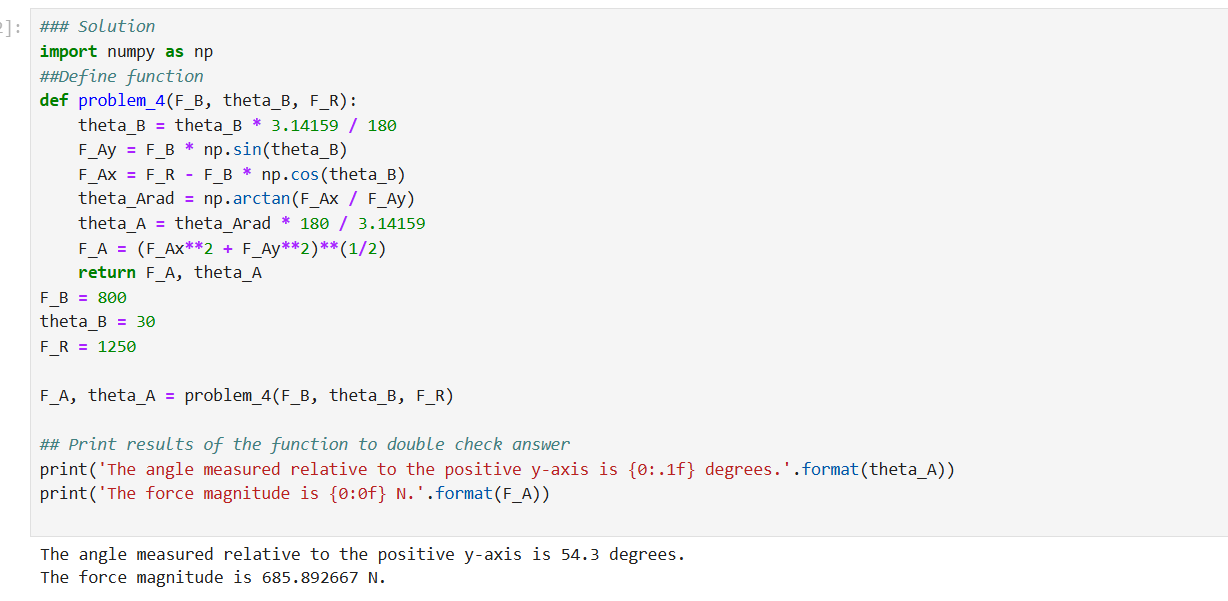 2]:
### Solution
import numpy as np
##Define function
def problem_4(F_B, theta_B, F_R):
    theta_B = theta_B * 3.14159 / 180
    F_Ay = F_B * np.sin(theta_B)
    F_Ax = F_R - F_B * np.cos(theta_B)
    theta_Arad = np.arctan(F_Ax / F_Ay)
    theta_A = theta_Arad * 180 / 3.14159
    F_A = (F_Ax**2 + F_Ay**2)**(1/2)
    return F_A, theta_A
F_B = 800
theta_B = 30
F_R = 1250
F_A, theta_A = problem_4(F_B, theta_B, F_R)
## Print results of the function to double check answer
print('The angle measured relative to the positive y-axis is {0:.1f} degrees.'.format(theta_A))
print('The force magnitude is {0:0f} N.'.format(F_A))
The angle measured relative to the positive y-axis is 54.3 degrees.
The force magnitude is 685.892667 N.